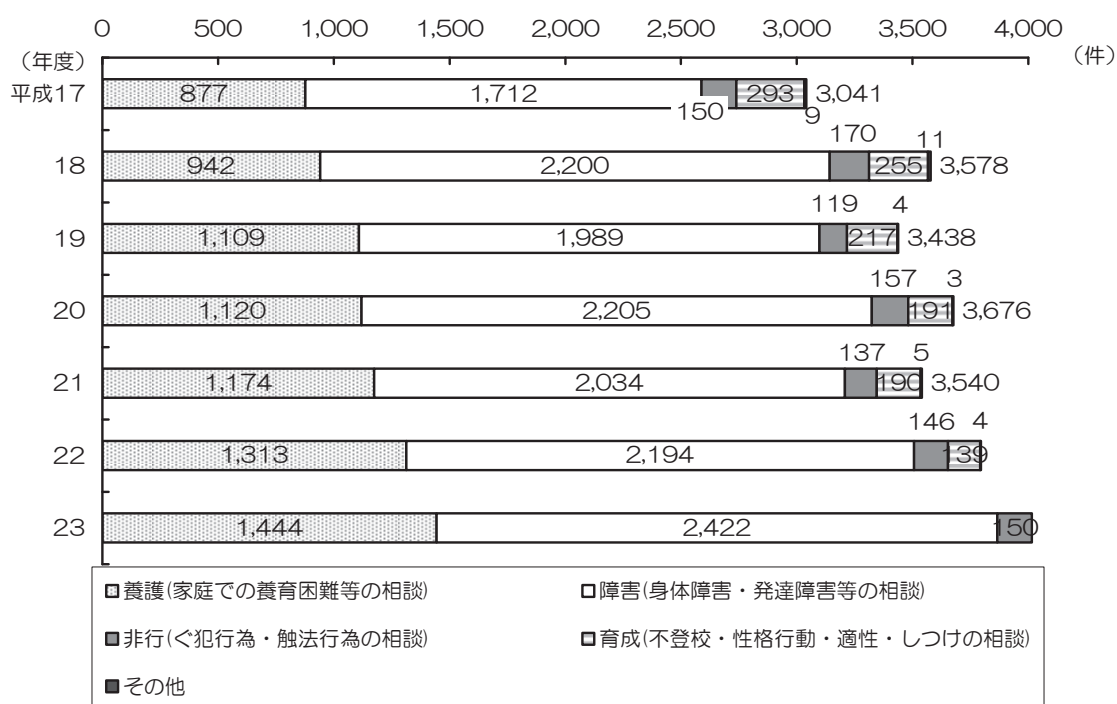 0 500 1,000 1,500 2,000 2,500 3,000 3,500 4,000
（年度） （件）
平成17 877 1,712 150 293 9 3,041
170 11
18 942 2,200 255 3,578
119 4
19 1,109 1,989 217 3,438
157 3
20 1,120 2,205 191 3,676
137 5
21 1,174 2,034 190 3,540
146 4
22 1,313 2,194 139
23 1,444 2,422 150
養護(家庭での養育困難等の相談) 障害(身体障害・発達障害等の相談)
非行(ぐ犯行為・触法行為の相談) 育成(不登校・性格行動・適性・しつけの相談)
その他